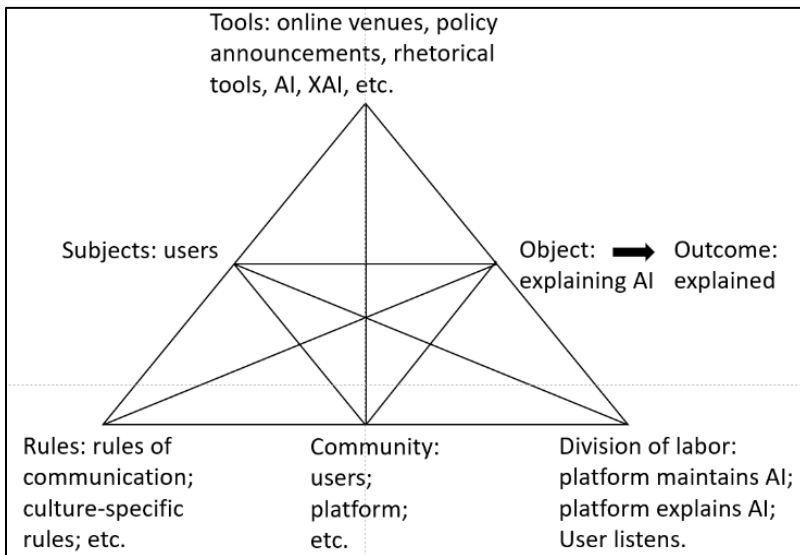 Tools: online venues, policy
announcements, rhetorical
tools, AI, XAI, etc.
Subjects: users
Object:
explaining AI
Outcome:
explained
Rules: rules of
communication;
culture-specific
rules; etc.
Community:
users;
platform;
etc.
Division of labor:
platform maintains AI;
platform explains AI;
User listens.